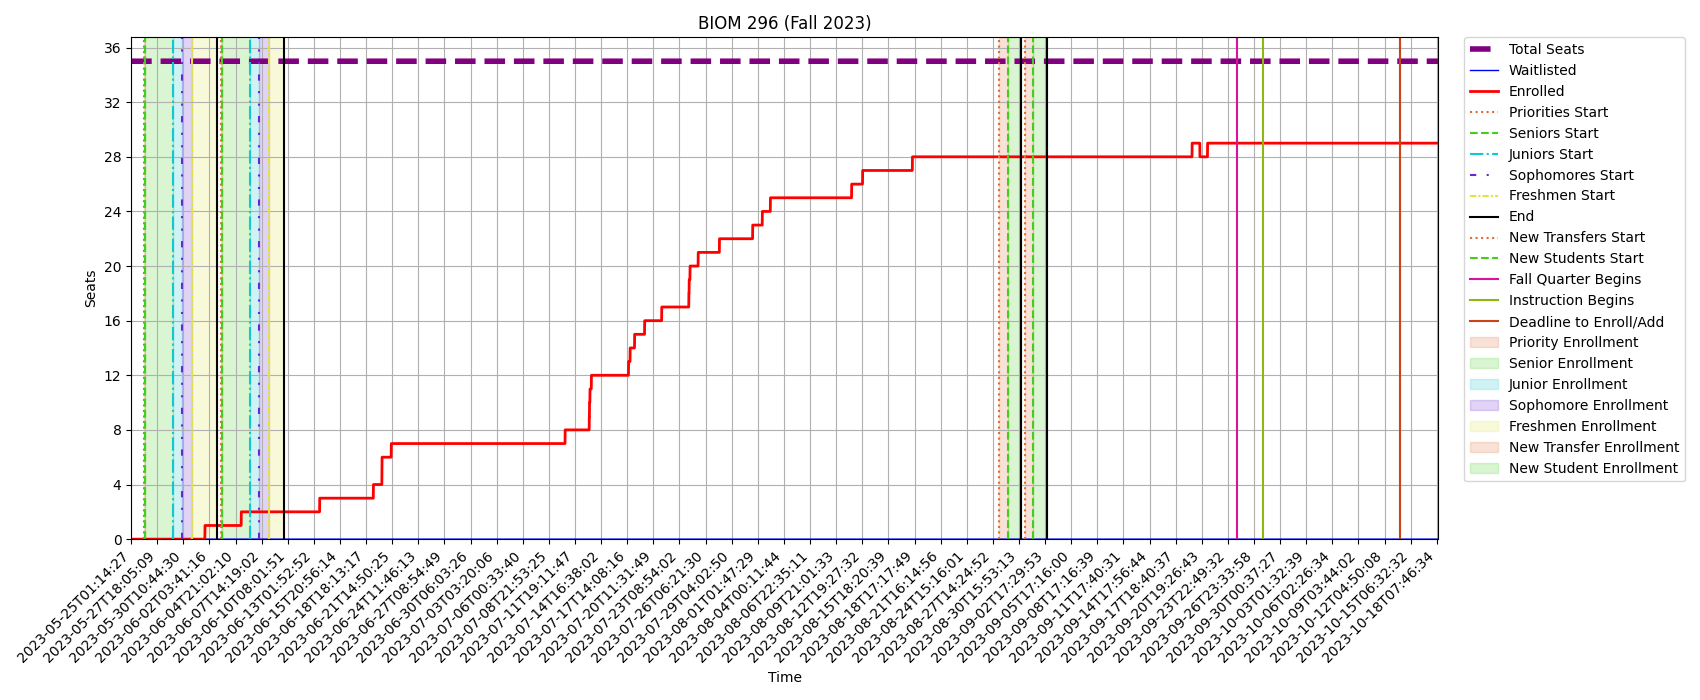 BIOM 296 (Fall 2023)
36
32
28
24
20
16
12
8
4
0
Seats
2023-05-25T01:14:27
2023-05-27T18:05:09
2023-05-30T10:44:30
2023-06-02T03:41:16
2023-06-04T21:02:10
2023-06-07T14:19:02
2023-06-10T08:01:51
2023-06-13T01:52:52
2023-06-15T20:56:14
2023-06-18T18:13:17
2023-06-21T14:50:25
2023-06-24T11:46:13
2023-06-27T08:54:49
2023-06-30T06:03:26
2023-07-03T03:20:06
2023-07-06T00:33:40
2023-07-08T21:53:25
2023-07-11T19:11:47
2023-07-14T16:38:02
2023-07-17T14:08:16
2023-07-20T11:31:49
2023-07-23T08:54:02
2023-07-26T06:21:30
2023-07-29T04:02:50
2023-08-01T01:47:29
2023-08-04T00:11:44
2023-08-06T22:35:11
2023-08-09T21:01:33
2023-08-12T19:27:32
2023-08-15T18:20:39
2023-08-18T17:17:49
2023-08-21T16:14:56
2023-08-24T15:16:01
2023-08-27T14:24:52
2023-08-30T15:53:13
2023-09-02T17:29:53
2023-09-05T17:16:00
2023-09-08T17:16:39
2023-09-11T17:40:31
2023-09-14T17:56:44
2023-09-17T18:40:37
2023-09-20T19:26:43
2023-09-23T22:49:32
2023-09-26T23:33:58
2023-09-30T00:37:27
2023-10-03T01:32:39
2023-10-06T02:26:34
2023-10-09T03:44:02
2023-10-12T04:50:08
2023-10-15T06:32:32
2023-10-18T07:46:34
Time
Total Seats
Waitlisted
Enrolled
Priorities Start
Seniors Start
Juniors Start
Sophomores Start
Freshmen Start
End
New Transfers Start
New Students Start
Fall Quarter Begins
Instruction Begins
Deadline to Enroll/Add
Priority Enrollment
Senior Enrollment
Junior Enrollment
Sophomore Enrollment
Freshmen Enrollment
New Transfer Enrollment
New Student Enrollment